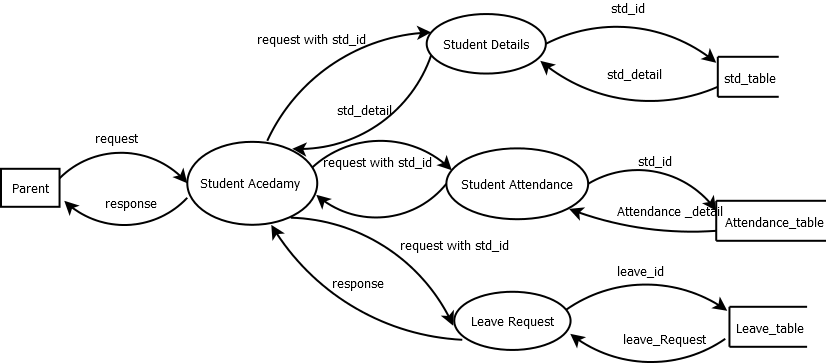 std_id
request with std_id
Student Details
std_detail
std_table
std_detail
request
request with std_id
std_id
Parent
Student Acedamy
Student Attendance
response
Attendance _detail
Attendance_table
request with std_id
leave_id
response
Leave Request
Leave_table
leave_Request